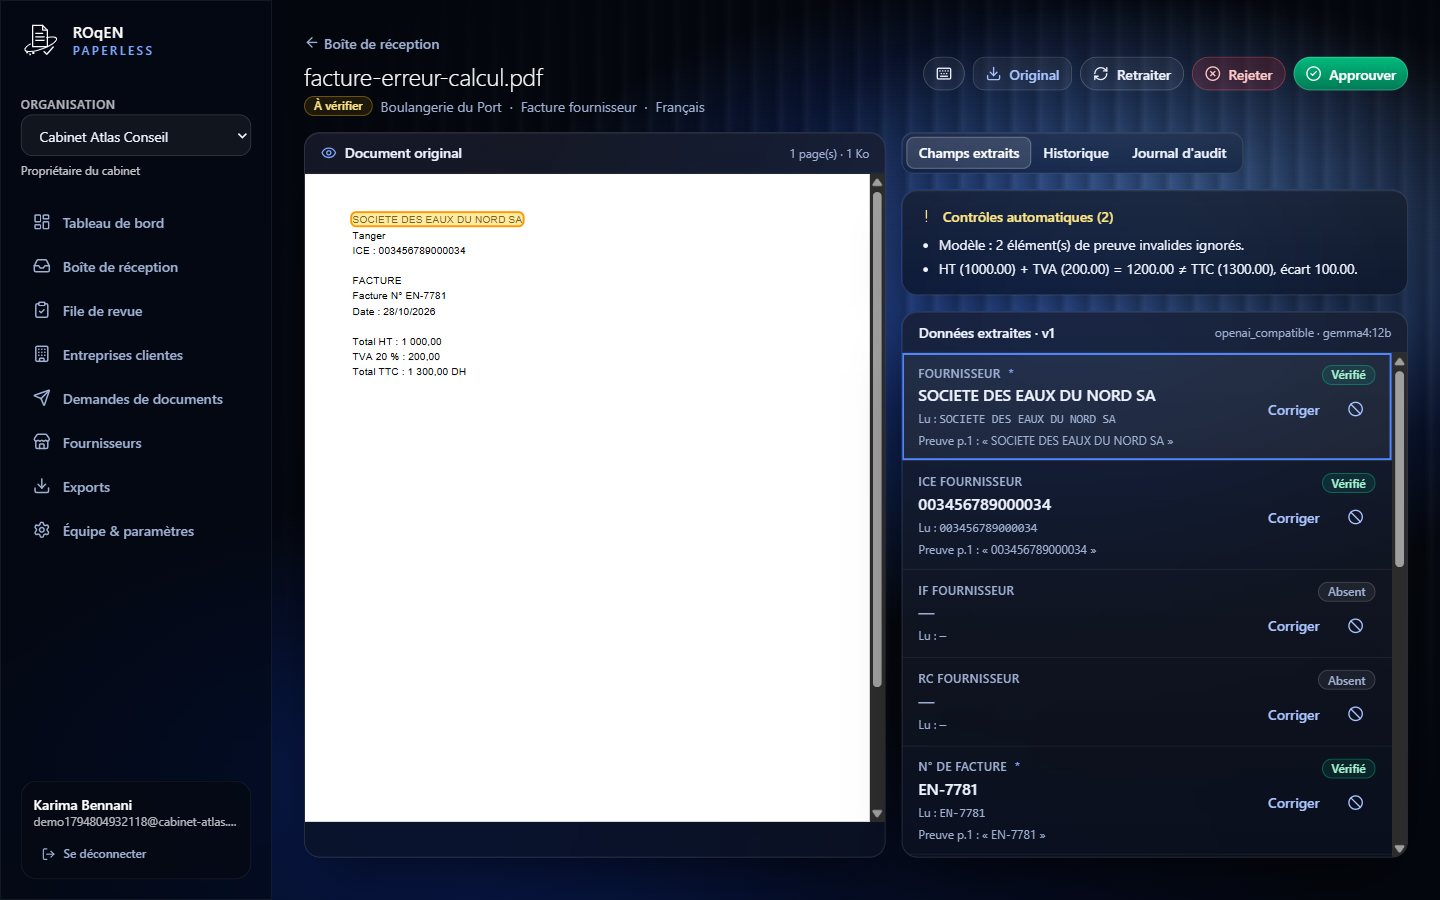 ROqEN
PAPERLESS
ORGANISATION
Cabinet Atlas Conseil
Propriétaire du cabinet
Tableau de bord
Boîte de réception
File de revue
Entreprises clientes
Demandes de documents
Fournisseurs
Exports
Équipe & paramètres
Karima Bennani
demo1794804932118@cabinet-atlas....
Se déconnecter
Boîte de réception
facture-erreur-calcul.pdf
À vérifier Boulangerie du Port · Facture fournisseur · Français
Original Retraiter Rejeter Approuver
Document original 1 page(s) · 1 Ko
SOCIETE DES EAUX DU NORD SA
Tanger
ICE : 003456789000034
FACTURE
Facture N° EN-7781
Date : 28/10/2026
Total HT : 1 000,00
TVA 20 % : 200,00
Total TTC : 1 300,00 DH
Champs extraits Historique Journal d'audit
! Contrôles automatiques (2)
• Modèle : 2 élément(s) de preuve invalides ignorés.
• HT (1000.00) + TVA (200.00) = 1200.00 ≠ TTC (1300.00), écart 100.00.
Données extraites · v1 openai_compatible · gemma4:12b
FOURNISSEUR * Vérifié
SOCIETE DES EAUX DU NORD SA
Corriger
Lu : SOCIETE DES EAUX DU NORD SA
Preuve p.1 : « SOCIETE DES EAUX DU NORD SA »
ICE FOURNISSEUR Vérifié
003456789000034
Corriger
Lu : 003456789000034
Preuve p.1 : « 003456789000034 »
IF FOURNISSEUR Absent
—
Corriger
Lu : —
RC FOURNISSEUR Absent
—
Corriger
Lu : —
N° DE FACTURE * Vérifié
EN-7781
Corriger
Lu : EN-7781
Preuve p.1 : « EN-7781 »